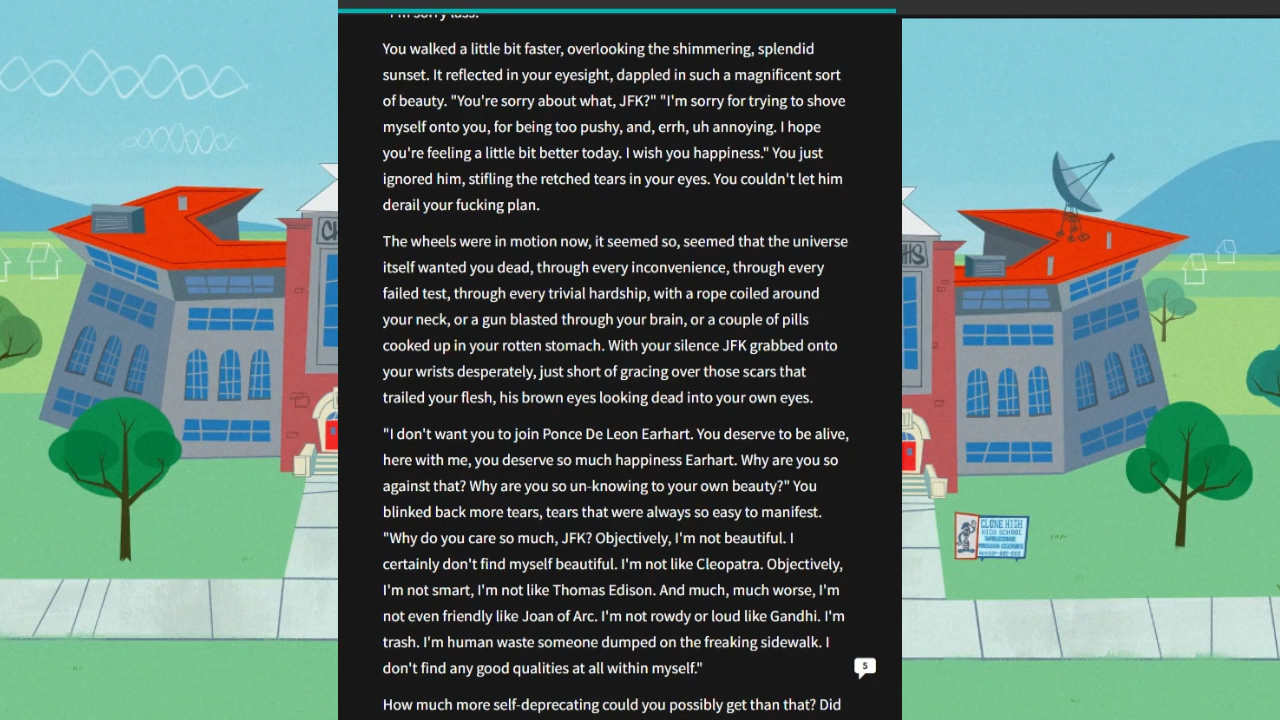 "I'm sorry lass."
You walked a little bit faster, overlooking the shimmering, splendid
sunset. It reflected in your eyesight, dappled in such a magnificent sort
of beauty. "You're sorry about what, JFK?" "I'm sorry for trying to shove
myself onto you, for being too pushy, and, errh, uh annoying. I hope
you're feeling a little bit better today. I wish you happiness." You just
ignored him, stifling the retched tears in your eyes. You couldn't let him
derail your fucking plan.
The wheels were in motion now, it seemed so, seemed that the universe
itself wanted you dead, through every inconvenience, through every
failed test, through every trivial hardship, with a rope coiled around
your neck, or a gun blasted through your brain, or a couple of pills
cooked up in your rotten stomach. With your silence JFK grabbed onto
your wrists desperately, just short of gracing over those scars that
trailed your flesh, his brown eyes looking dead into your own eyes.
"I don't want you to join Ponce De Leon Earhart. You deserve to be alive,
here with me, you deserve so much happiness Earhart. Why are you so
against that? Why are you so un-knowing to your own beauty?" You
blinked back more tears, tears that were always so easy to manifest.
"Why do you care so much, JFK? Objectively, I'm not beautiful. I
certainly don't find myself beautiful. I'm not like Cleopatra. Objectively,
I'm not smart, I'm not like Thomas Edison. And much, much worse, I'm
not even friendly like Joan of Arc. I'm not rowdy or loud like Gandhi. I'm
trash. I'm human waste someone dumped on the freaking sidewalk. I
don't find any good qualities at all within myself."
5
How much more self-deprecating could you possibly get than that? Did
CLONE HIGH
HIGH SCHOOL
WELCOME